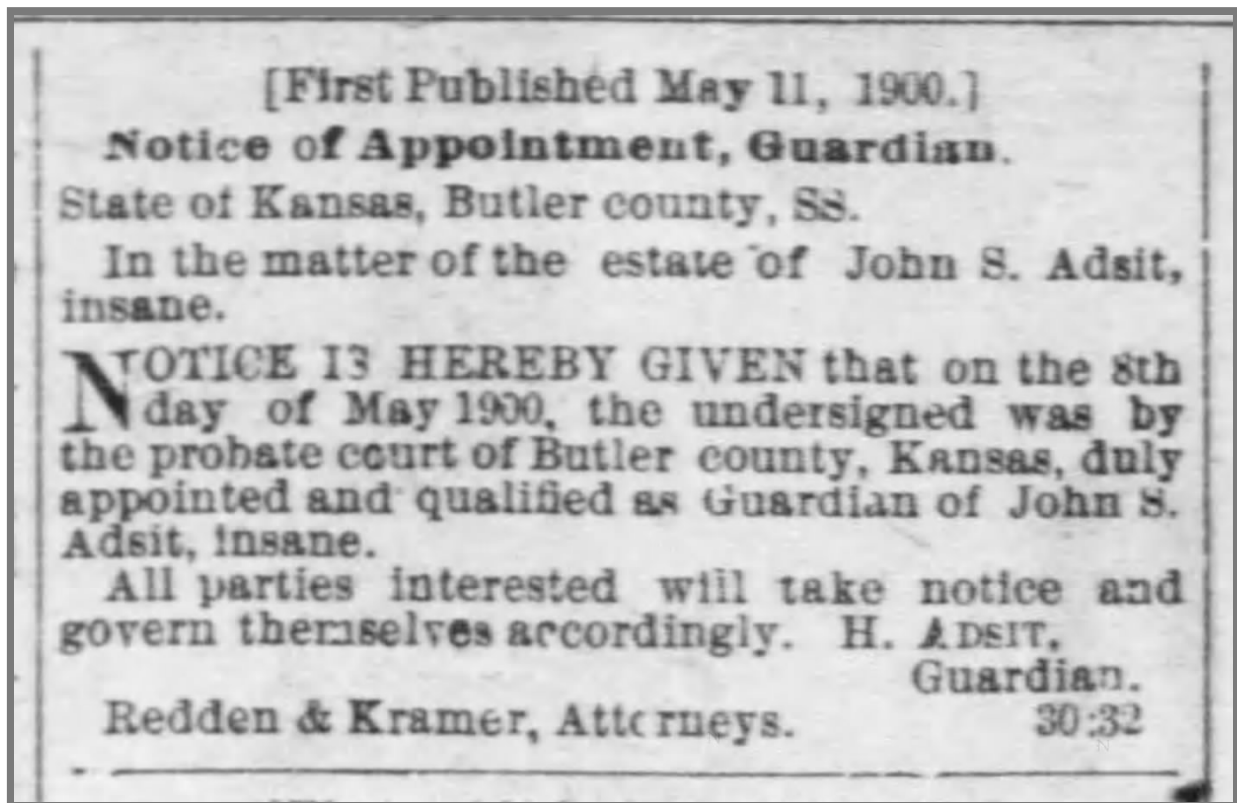 [First Published May 11, 1900.]
Notice of Appointment, Guardian.
State of Kansas, Butler county, SS.
In the matter of the estate of John S. Adsit,
insane.
NOTICE IS HEREBY GIVEN that on the 8th
day of May 1900, the undersigned was by
the probate court of Butler county, Kansas, duly
appointed and qualified as Guardian of John S.
Adsit, insane.
All parties interested will take notice and
govern themselves accordingly. H. ADSIT,
Guardian.
Redden & Kramer, Attorneys. 30:32